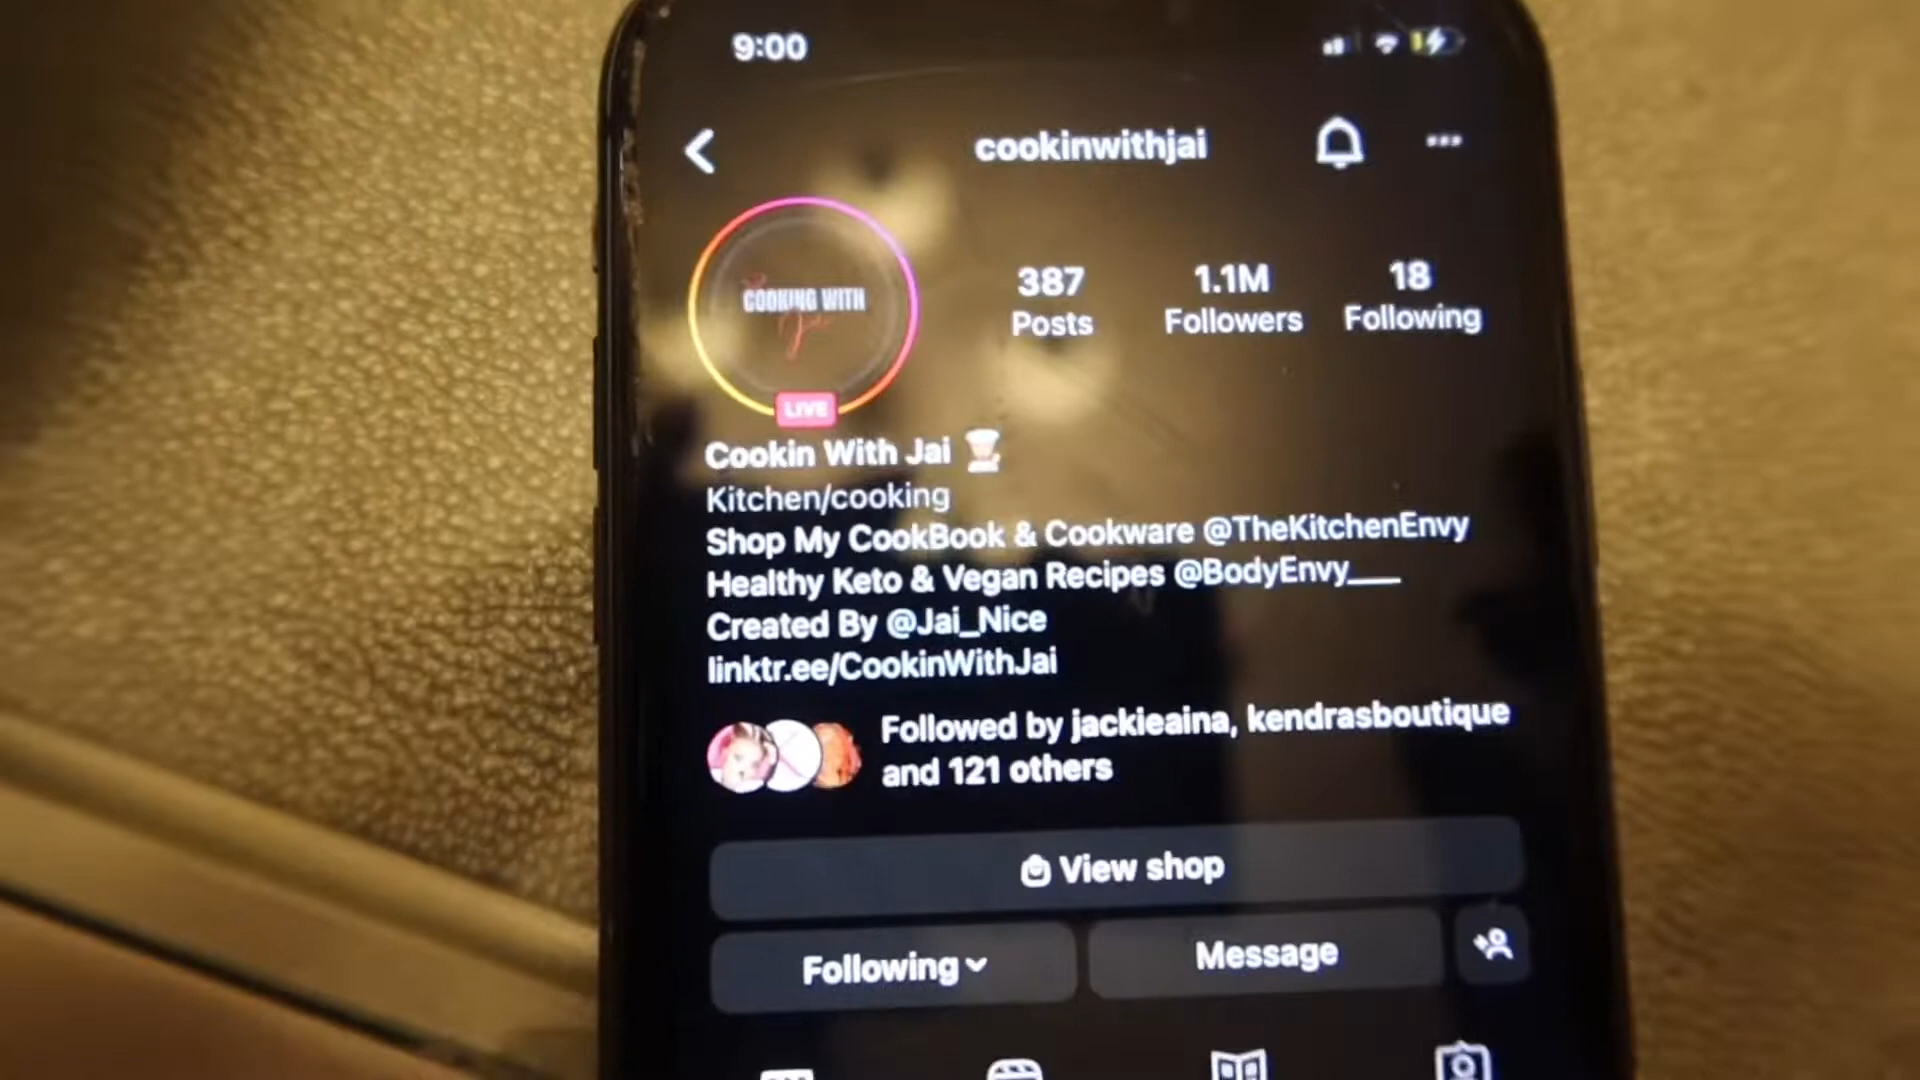 9:00
cookinwithjai
COOKING WITH
Jai
LIVE
387
Posts
1.1M
Followers
18
Following
Cookin With Jai
Kitchen/cooking
Shop My CookBook & Cookware @TheKitchenEnvy
Healthy Keto & Vegan Recipes @BodyEnvy___
Created By @Jai_Nice
linktr.ee/CookinWithJai
Followed by jackieaina, kendrasboutique
and 121 others
View shop
Following
Message